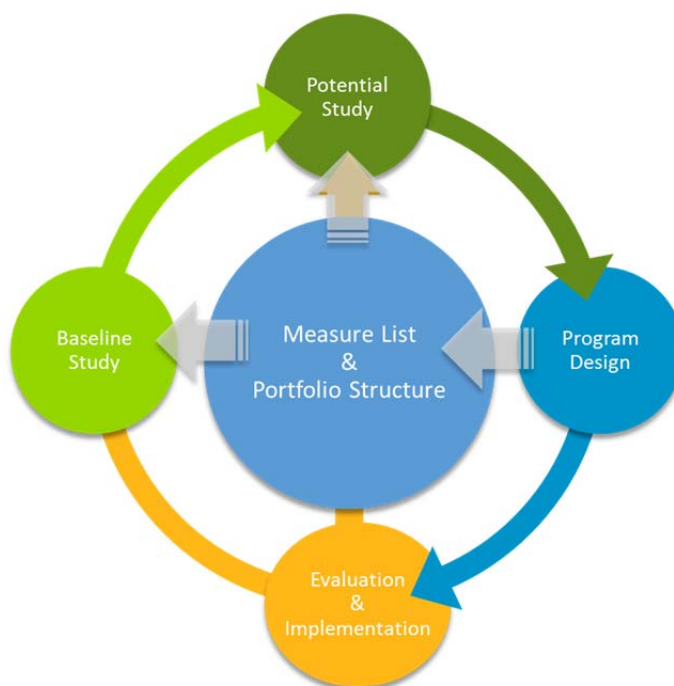 Potential
Study
Baseline
Study
Measure List
&
Portfolio Structure
Program
Design
Evaluation
&
Implementation